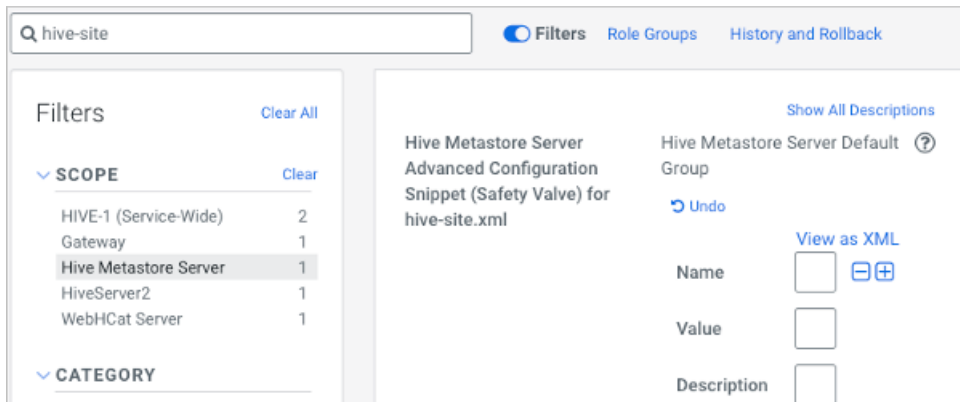 hive-site
Filters Role Groups History and Rollback
Filters Clear All
SCOPE Clear
HIVE-1 (Service-Wide) 2
Gateway 1
Hive Metastore Server 1
HiveServer2 1
WebHCat Server 1
CATEGORY
Show All Descriptions
Hive Metastore Server
Advanced Configuration
Snippet (Safety Valve) for
hive-site.xml
Hive Metastore Server Default ?
Group
Undo
View as XML
Name
Value
Description